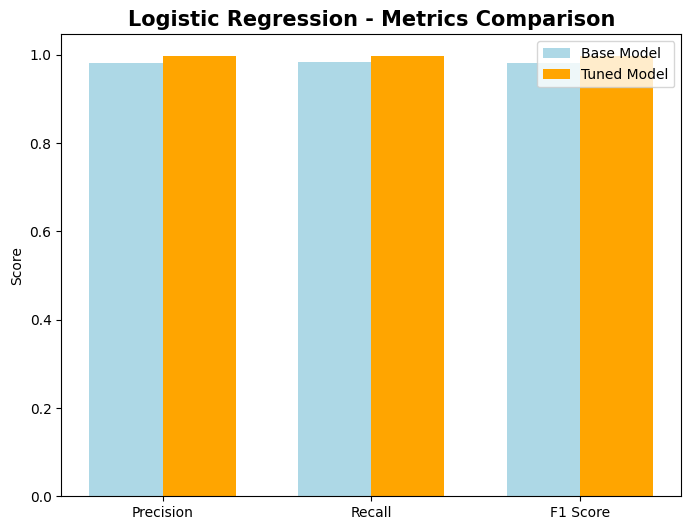 Logistic Regression - Metrics Comparison
Base Model
Tuned Model
1.0
0.8
0.6
0.4
0.2
0.0
Score
Precision
Recall
F1 Score